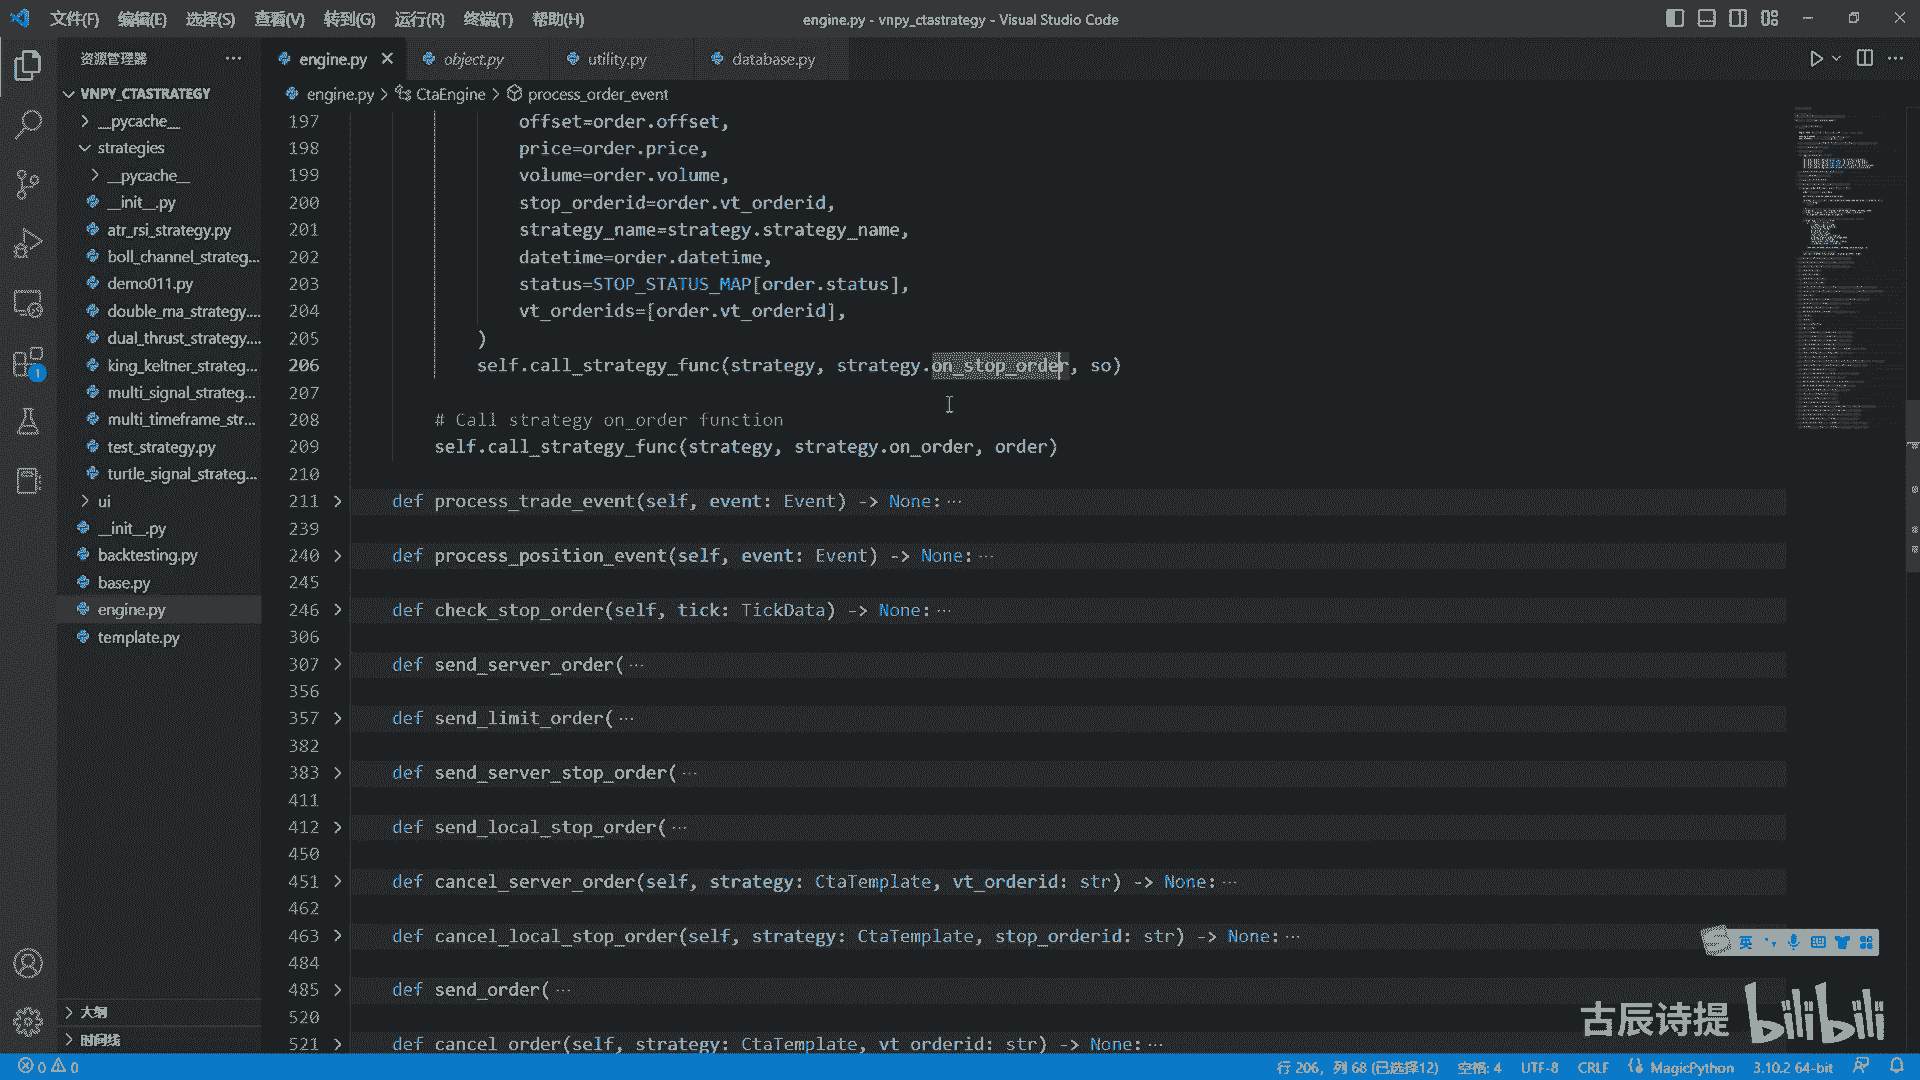 文件(F) 编辑(E) 选择(S) 查看(V) 转到(G) 运行(R) 终端(T) 帮助(H)
engine.py - vnpy_ctastrategy - Visual Studio Code
资源管理器
VNPY_CTASTRATEGY
__pycache__
strategies
__pycache__
__init__.py
atr_rsi_strategy.py
boll_channel_strateg...
demo011.py
double_ma_strategy....
dual_thrust_strategy....
king_keltner_strateg...
multi_signal_strateg...
multi_timeframe_str...
test_strategy.py
turtle_signal_strateg...
ui
__init__.py
backtesting.py
base.py
engine.py
template.py
大纲
时间线
1
engine.py object.py utility.py database.py
engine.py > CtaEngine > process_order_event
197 offset=order.offset,
198 price=order.price,
199 volume=order.volume,
200 stop_orderid=order.vt_orderid,
201 strategy_name=strategy.strategy_name,
202 datetime=order.datetime,
203 status=STOP_STATUS_MAP[order.status],
204 vt_orderids=[order.vt_orderid],
205 )
206 self.call_strategy_func(strategy, strategy.on_stop_order, so)
207
208 # Call strategy on_order function
209 self.call_strategy_func(strategy, strategy.on_order, order)
210
211 def process_trade_event(self, event: Event) -> None:···
239
240 def process_position_event(self, event: Event) -> None:···
245
246 def check_stop_order(self, tick: TickData) -> None:···
306
307 def send_server_order(···
356
357 def send_limit_order(···
382
383 def send_server_stop_order(···
411
412 def send_local_stop_order(···
450
451 def cancel_server_order(self, strategy: CtaTemplate, vt_orderid: str) -> None:···
462
463 def cancel_local_stop_order(self, strategy: CtaTemplate, stop_orderid: str) -> None:···
484
485 def send_order(···
520
521 def cancel_order(self, strategy: CtaTemplate, vt_orderid: str) -> None:···
英
古辰诗提 bilibili
0 0
行 206，列 68 (已选择12) 空格: 4 UTF-8 CRLF MagicPython 3.10.2 64-bit